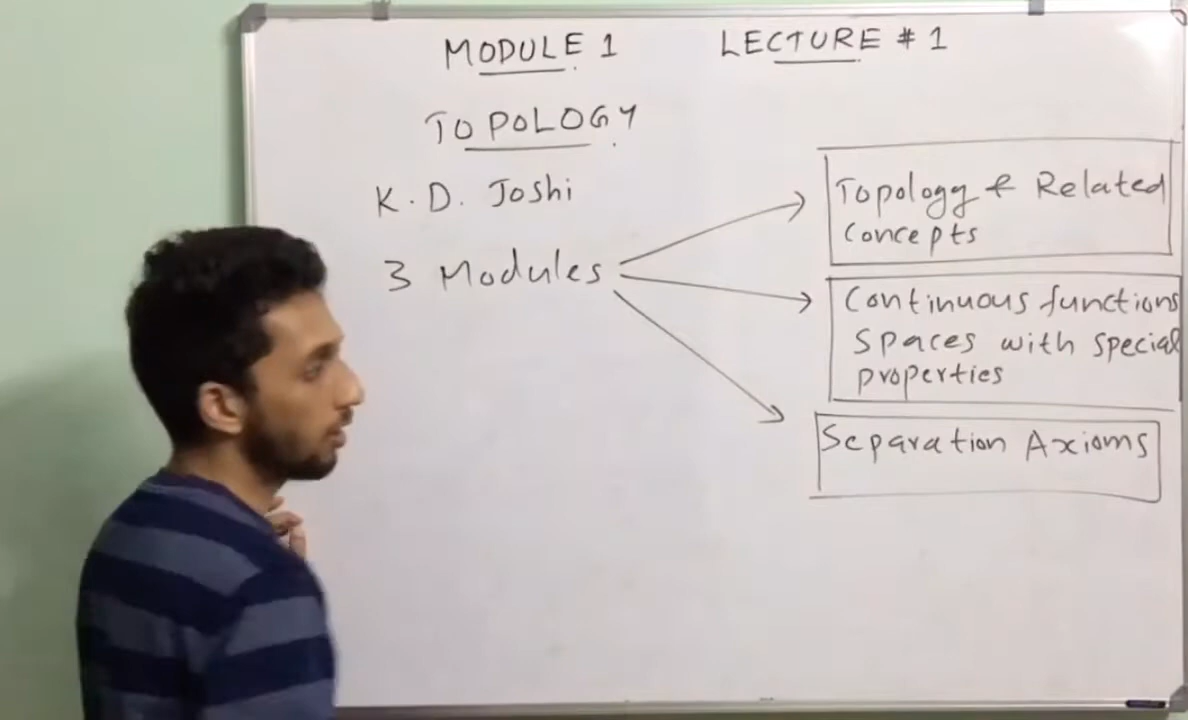 MODULE 1 LECTURE # 1
TOPOLOGY
K. D. Joshi
3 Modules
Topology & Related
Concepts
Continuous functions
Spaces with special
properties
Separation Axioms